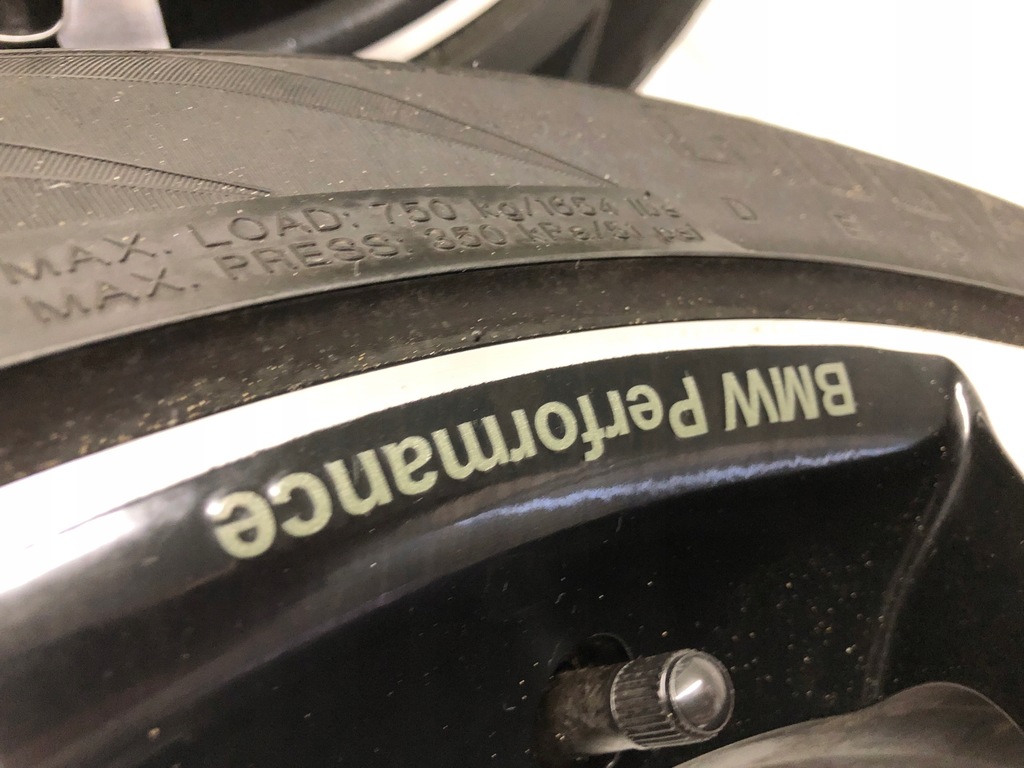 MAX. LOAD: 750 kg/1654 lbs
MAX. PRESS: 350 kPa/51 psi
BMW Performance